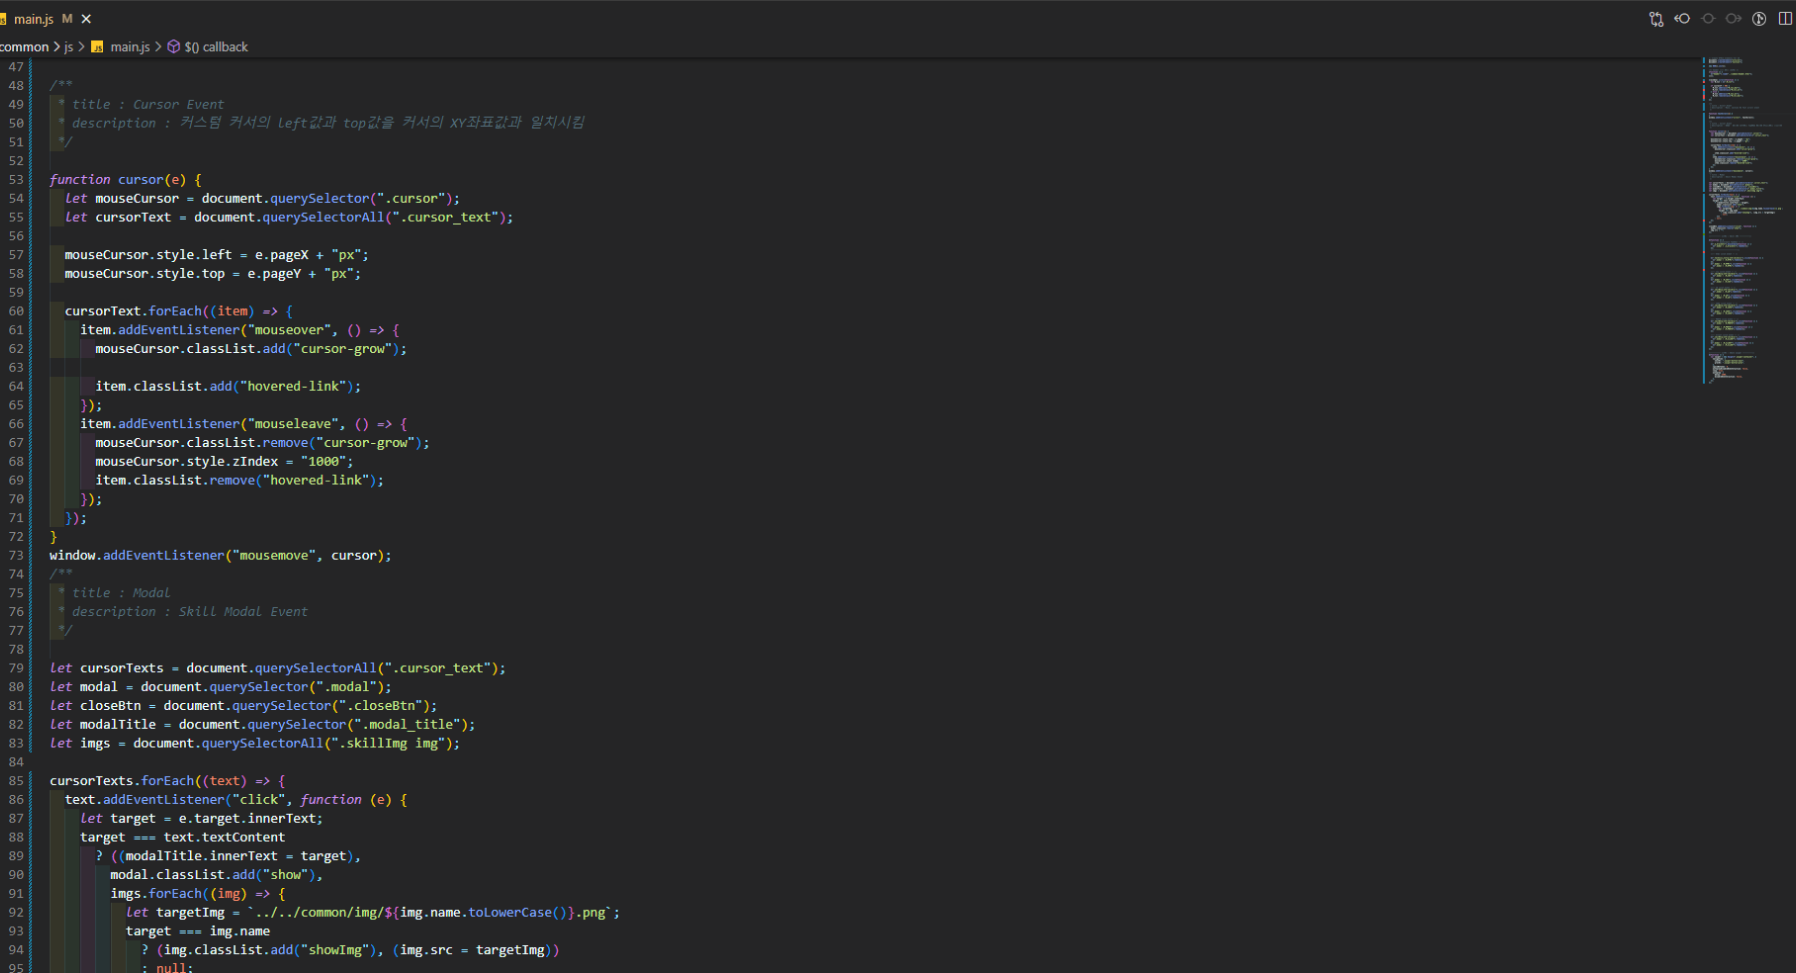 JS main.js M ×
common > js > JS main.js > $() callback
47
48 /**
49 * title : Cursor Event
50 * description : 커스텀 커서의 left값과 top값을 커서의 XY좌표값과 일치시킴
51 */
52
53 function cursor(e) {
54 let mouseCursor = document.querySelector(".cursor");
55 let cursorText = document.querySelectorAll(".cursor_text");
56
57 mouseCursor.style.left = e.pageX + "px";
58 mouseCursor.style.top = e.pageY + "px";
59
60 cursorText.forEach((item) => {
61 item.addEventListener("mouseover", () => {
62 mouseCursor.classList.add("cursor-grow");
63
64 item.classList.add("hovered-link");
65 });
66 item.addEventListener("mouseleave", () => {
67 mouseCursor.classList.remove("cursor-grow");
68 mouseCursor.style.zIndex = "1000";
69 item.classList.remove("hovered-link");
70 });
71 });
72 }
73 window.addEventListener("mousemove", cursor);
74 /**
75 * title : Modal
76 * description : Skill Modal Event
77 */
78
79 let cursorTexts = document.querySelectorAll(".cursor_text");
80 let modal = document.querySelector(".modal");
81 let closeBtn = document.querySelector(".closeBtn");
82 let modalTitle = document.querySelector(".modal_title");
83 let imgs = document.querySelectorAll(".skillImg img");
84
85 cursorTexts.forEach((text) => {
86 text.addEventListener("click", function (e) {
87 let target = e.target.innerText;
88 target === text.textContent
89 ? ((modalTitle.innerText = target),
90 modal.classList.add("show"),
91 imgs.forEach((img) => {
92 let targetImg = `../../common/img/${img.name.toLowerCase()}.png`;
93 target === img.name
94 ? (img.classList.add("showImg"), (img.src = targetImg))
95 : null;